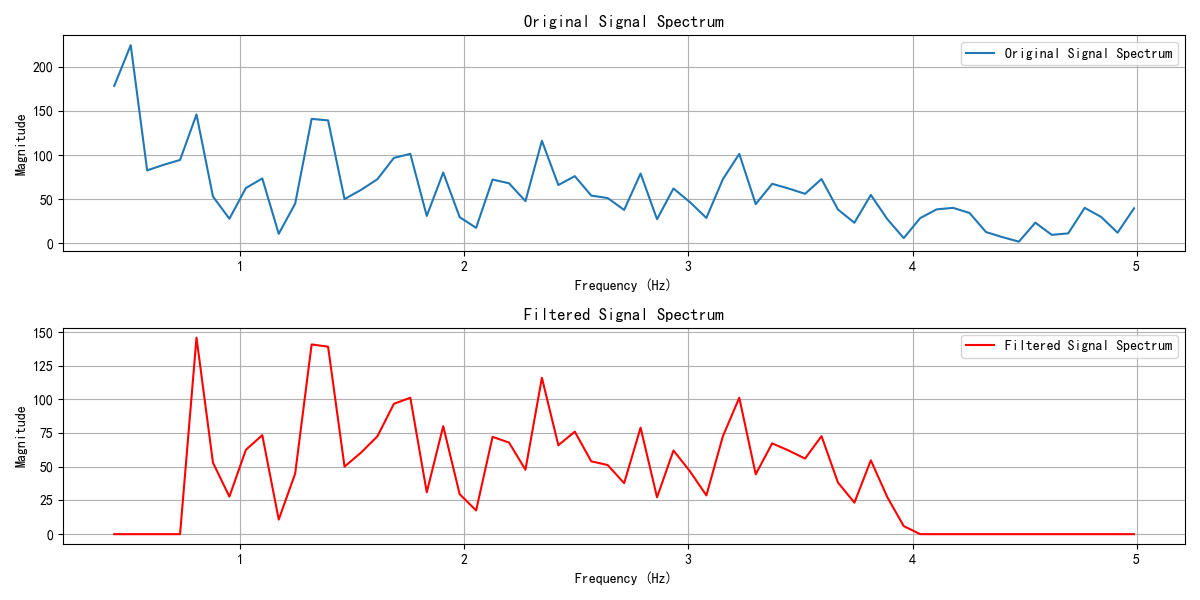 Original Signal Spectrum
Original Signal Spectrum
Magnitude
200
150
100
50
0
1 2 3 4 5
Frequency (Hz)
Filtered Signal Spectrum
Filtered Signal Spectrum
Magnitude
150
125
100
75
50
25
0
1 2 3 4 5
Frequency (Hz)